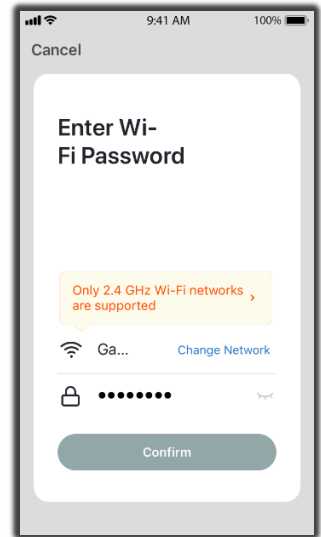 9:41 AM 100%
Cancel
Enter Wi-
Fi Password
Only 2.4 GHz Wi-Fi networks
are supported
Ga... Change Network
••••••••
Confirm